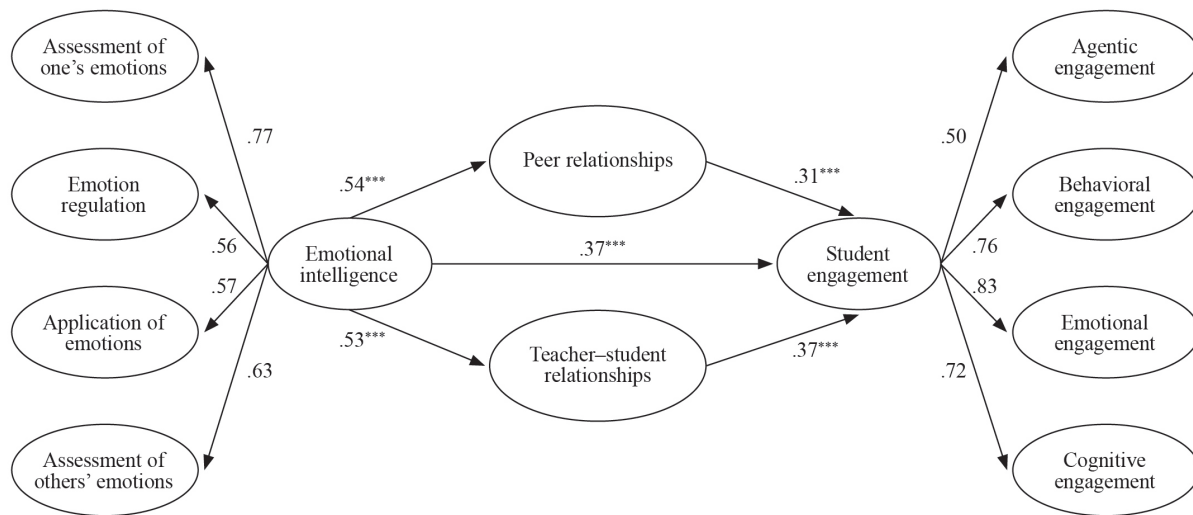 Assessment of
one’s emotions
Emotion
regulation
Application of
emotions
Assessment of
others’ emotions
.77
.56
.57
.63
Emotional
intelligence
.54***
.37***
.53***
Peer relationships
Teacher–student
relationships
.31***
.37***
Student
engagement
.50
.76
.83
.72
Agentic
engagement
Behavioral
engagement
Emotional
engagement
Cognitive
engagement